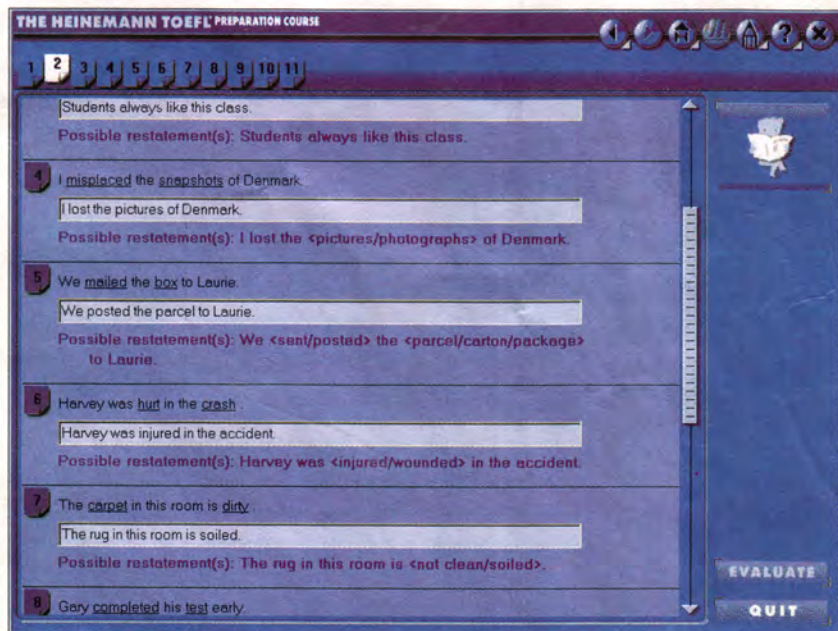 THE HEINEMANN TOEFL PREPARATION COURSE
1 2 3 4 5 6 7 8 9 10 11
Students always like this class.
Possible restatement(s): Students always like this class.
4 I misplaced the snapshots of Denmark.
I lost the pictures of Denmark.
Possible restatement(s): I lost the <pictures/photographs> of Denmark.
5 We mailed the box to Laurie.
We posted the parcel to Laurie.
Possible restatement(s): We <sent/posted> the <parcel/carton/package>
to Laurie.
6 Harvey was hurt in the crash .
Harvey was injured in the accident.
Possible restatement(s): Harvey was <injured/wounded> in the accident.
7 The carpet in this room is dirty .
The rug in this room is soiled.
Possible restatement(s): The rug in this room is <not clean/soiled>.
8 Gary completed his test early.
EVALUATE
QUIT